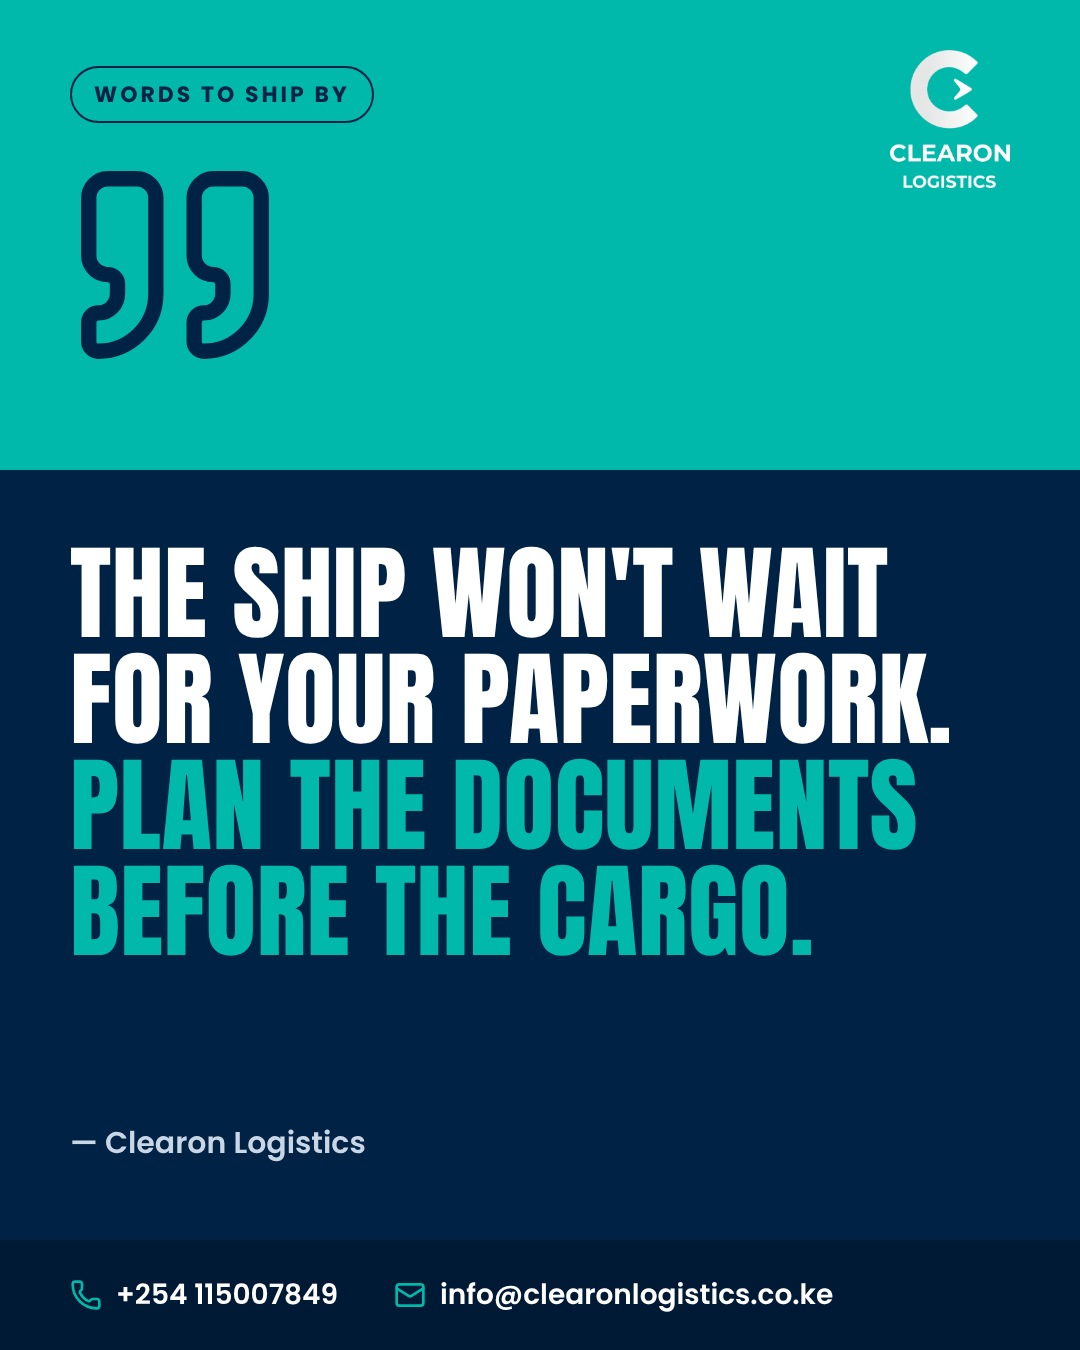 WORDS TO SHIP BY
CLEARON
LOGISTICS
THE SHIP WON'T WAIT
FOR YOUR PAPERWORK.
PLAN THE DOCUMENTS
BEFORE THE CARGO.
— Clearon Logistics
+254 115007849
info@clearonlogistics.co.ke